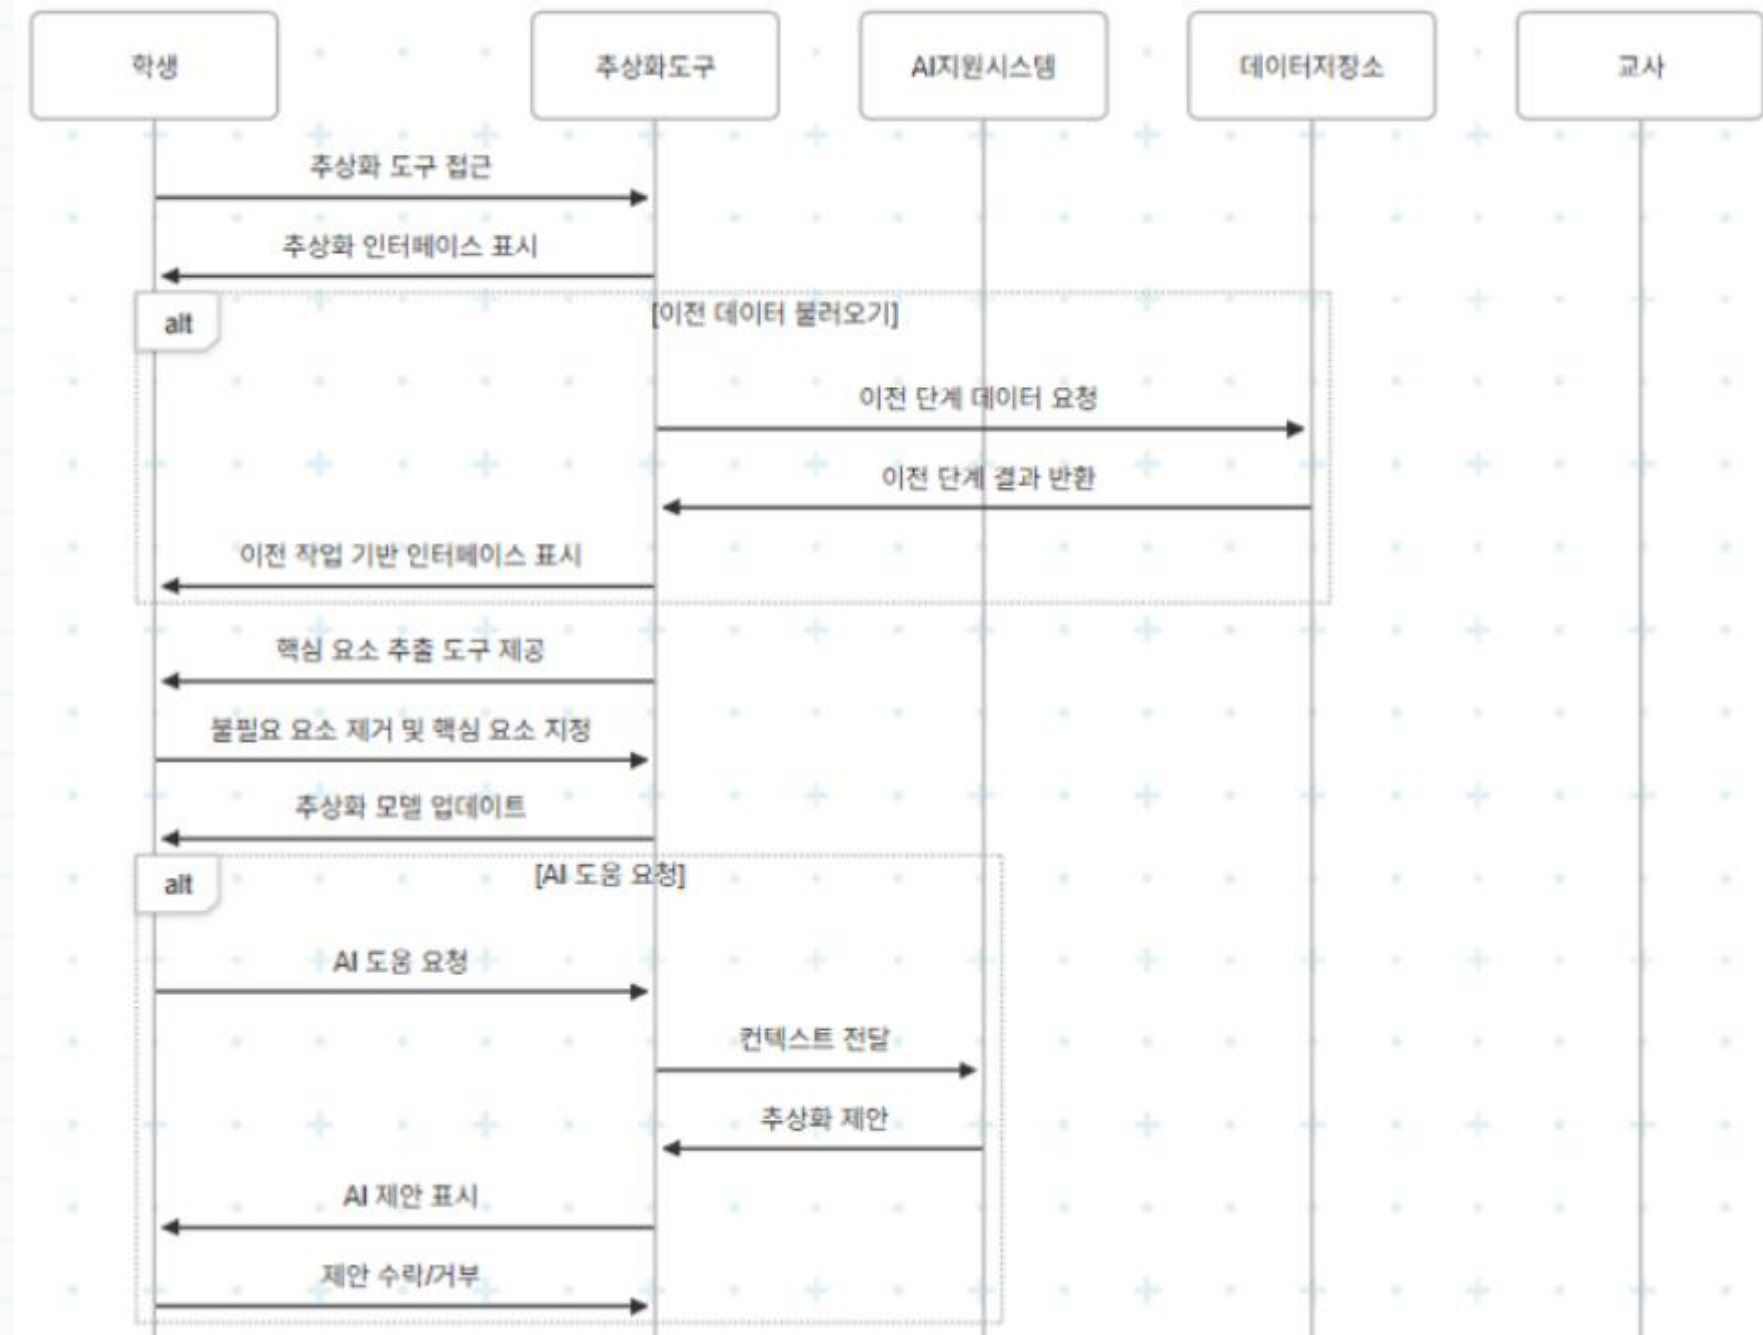 학생
추상화도구
AI지원시스템
데이터저장소
교사
추상화 도구 접근
추상화 인터페이스 표시
alt
[이전 데이터 불러오기]
이전 단계 데이터 요청
이전 단계 결과 반환
이전 작업 기반 인터페이스 표시
핵심 요소 추출 도구 제공
불필요 요소 제거 및 핵심 요소 지정
추상화 모델 업데이트
alt
[AI 도움 요청]
AI 도움 요청
컨텍스트 전달
추상화 제안
AI 제안 표시
제안 수락/거부